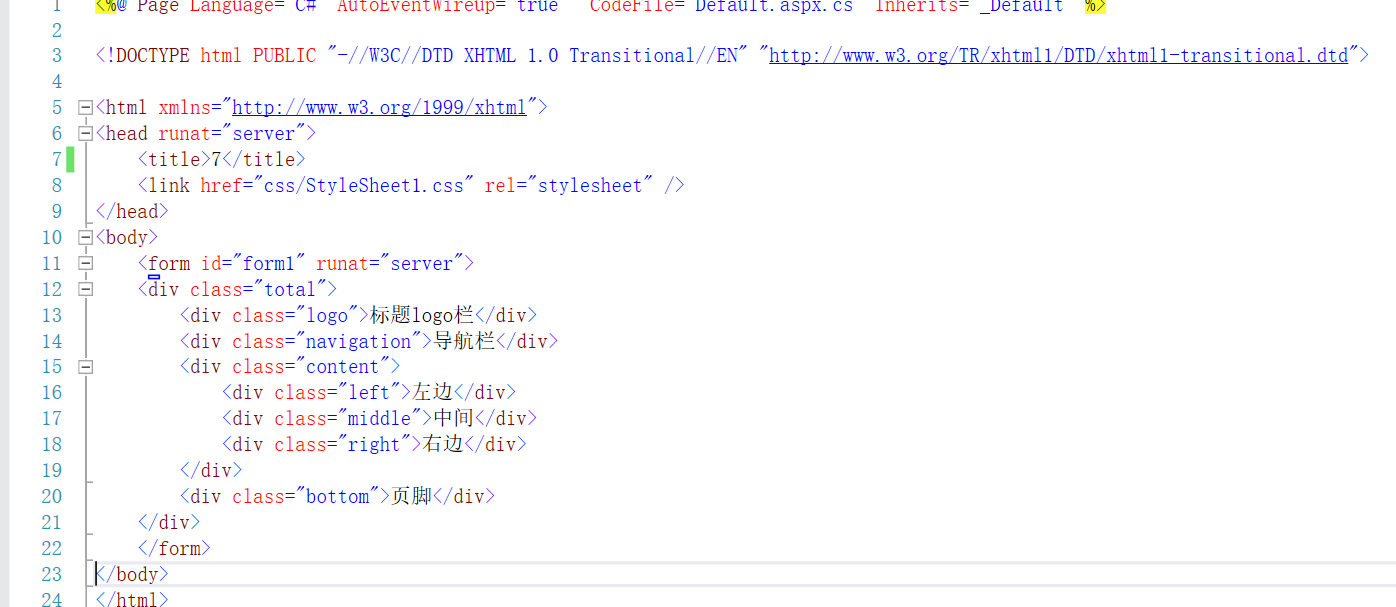 1 <%@ Page Language="C#" AutoEventWireup="true" CodeFile="Default.aspx.cs" Inherits="_Default" %>
2
3 <!DOCTYPE html PUBLIC "-//W3C//DTD XHTML 1.0 Transitional//EN" "http://www.w3.org/TR/xhtml1/DTD/xhtml1-transitional.dtd">
4
5 <html xmlns="http://www.w3.org/1999/xhtml">
6 <head runat="server">
7 <title>7</title>
8 <link href="css/StyleSheet1.css" rel="stylesheet" />
9 </head>
10 <body>
11 <form id="form1" runat="server">
12 <div class="total">
13 <div class="logo">标题logo栏</div>
14 <div class="navigation">导航栏</div>
15 <div class="content">
16 <div class="left">左边</div>
17 <div class="middle">中间</div>
18 <div class="right">右边</div>
19 </div>
20 <div class="bottom">页脚</div>
21 </div>
22 </form>
23 </body>
24 </html>